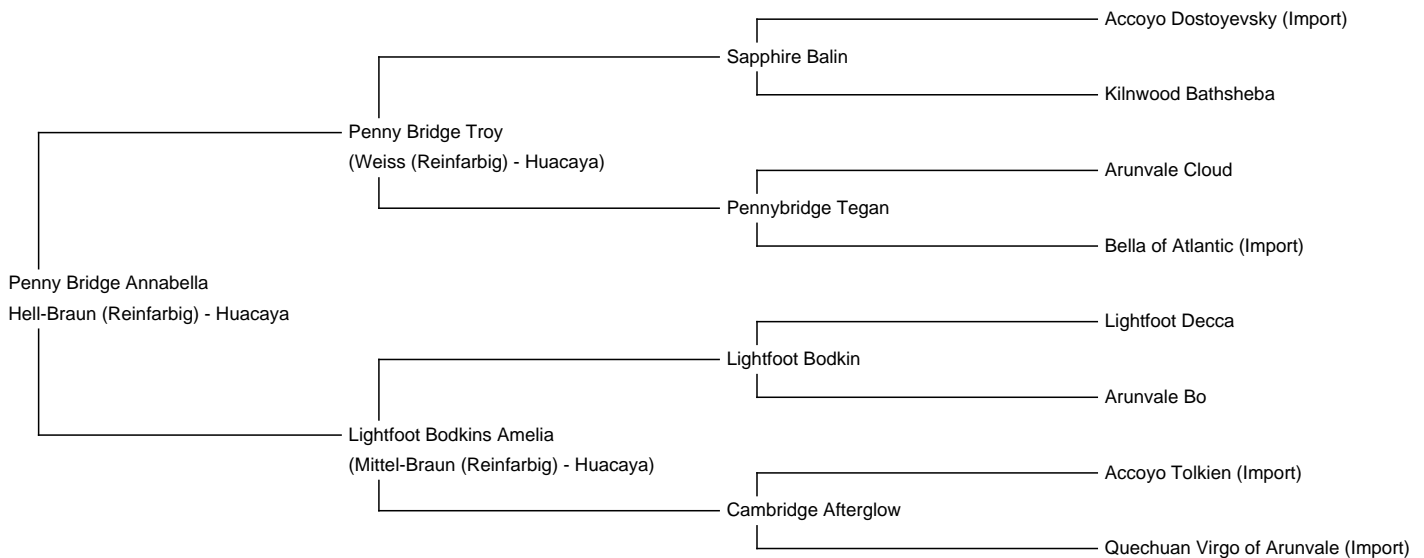 Accoyo Dostoyevsky (Import)
Sapphire Balin
Kilnwood Bathsheba
Penny Bridge Troy
(Weiss (Reinfarbig) - Huacaya)
Arunvale Cloud
Pennybridge Tegan
Bella of Atlantic (Import)
Penny Bridge Annabella
Hell-Braun (Reinfarbig) - Huacaya
Lightfoot Decca
Lightfoot Bodkin
Arunvale Bo
Lightfoot Bodkins Amelia
(Mittel-Braun (Reinfarbig) - Huacaya)
Accoyo Tolkien (Import)
Cambridge Afterglow
Quechuan Virgo of Arunvale (Import)